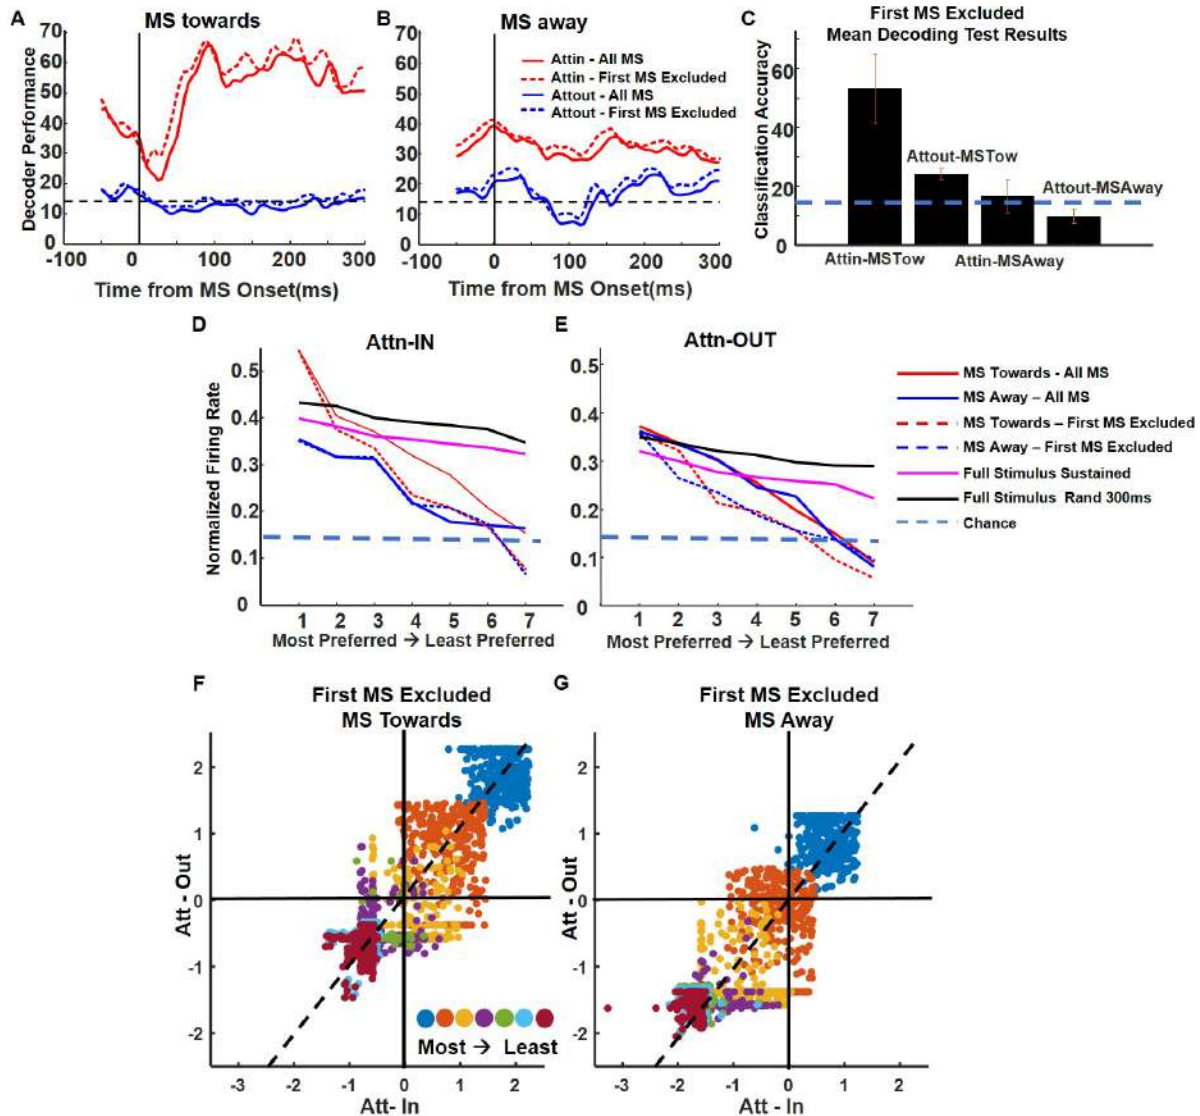 A
MS towards
70
60
50
40
30
20
10
0
-100
0
100
200
300
Decoder Performance
Time from MS Onset(ms)
B
MS away
70
60
50
40
30
20
10
0
-100
0
100
200
300
Time from MS Onset(ms)
Attin - All MS
Attin - First MS Excluded
Attout - All MS
Attout - First MS Excluded
C
First MS Excluded
Mean Decoding Test Results
60
40
20
0
Classification Accuracy
Attout-MSTow
Attout-MSAway
Attin-MSTow
Attin-MSAway
D
Attn-IN
0.5
0.4
0.3
0.2
0.1
0
Normalized Firing Rate
1 2 3 4 5 6 7
Most Preferred → Least Preferred
E
Attn-OUT
0.5
0.4
0.3
0.2
0.1
0
1 2 3 4 5 6 7
Most Preferred → Least Preferred
MS Towards - All MS
MS Away – All MS
MS Towards – First MS Excluded
MS Away – First MS Excluded
Full Stimulus Sustained
Full Stimulus Rand 300ms
Chance
F
First MS Excluded
MS Towards
2
1
0
-1
-2
Att - Out
-3 -2 -1 0 1 2
Att- In
Most → Least
G
First MS Excluded
MS Away
2
1
0
-1
-2
Att - Out
-3 -2 -1 0 1 2
Att - In